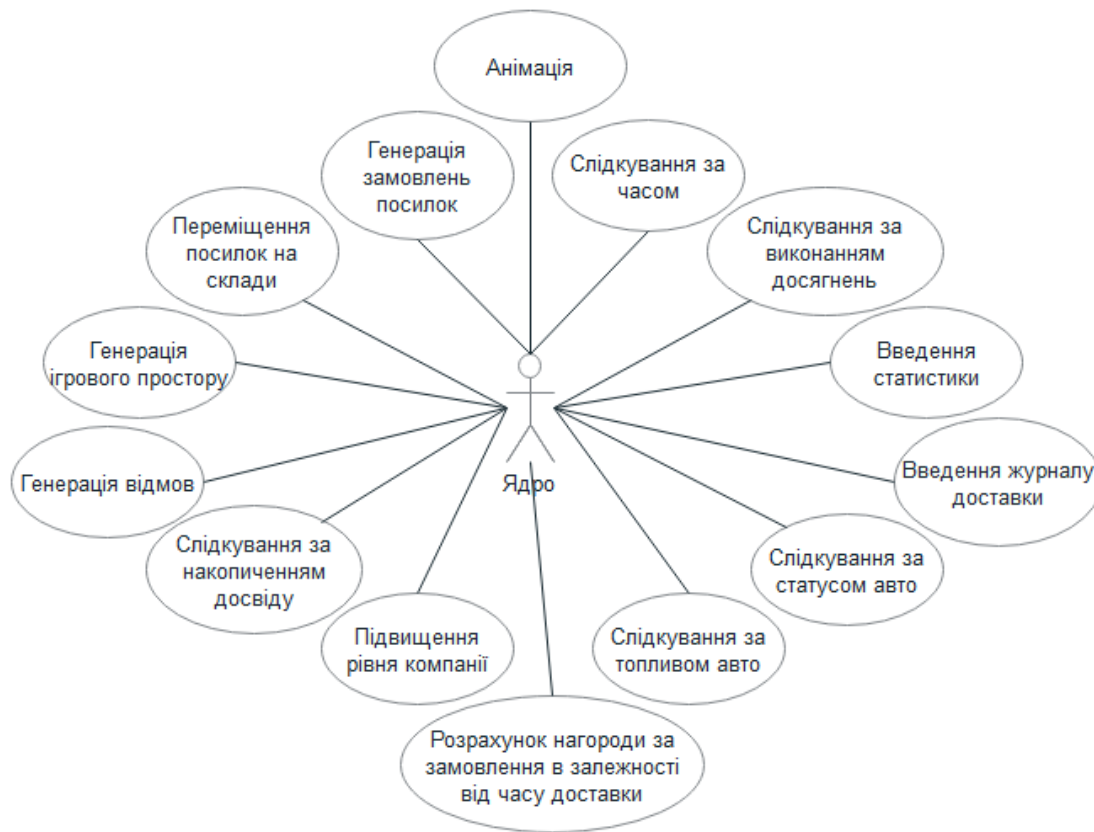 Анімація
Генерація
замовлень
посилок
Слідкування за
часом
Переміщення
посилок на
склади
Слідкування за
виконанням
досягнень
Генерація
ігрового простору
Введення
статистики
Генерація відмов
Ядро
Введення журналу
доставки
Слідкування за
накопиченням
досвіду
Слідкування за
статусом авто
Підвищення
рівня компанії
Слідкування за
топливом авто
Розрахунок нагороди за
замовлення в залежності
від часу доставки